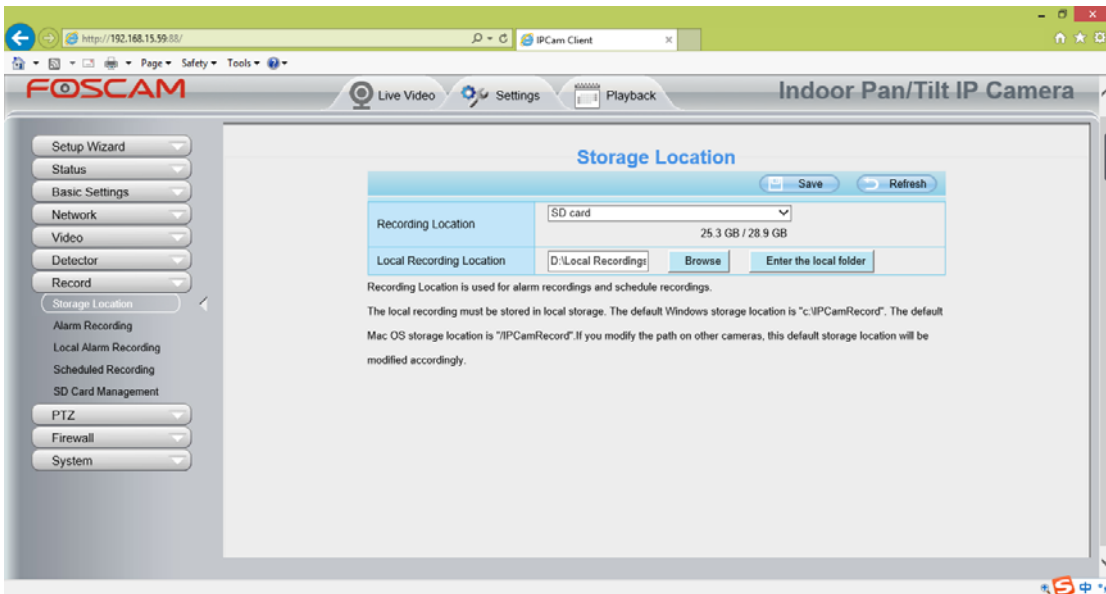 http://192.168.15.59:88/
IPCam Client
Page Safety Tools
FOSCAM
Live Video
Settings
Playback
Indoor Pan/Tilt IP Camera
Setup Wizard
Status
Basic Settings
Network
Video
Detector
Record
Storage Location
Alarm Recording
Local Alarm Recording
Scheduled Recording
SD Card Management
PTZ
Firewall
System
Storage Location
Save Refresh
Recording Location
SD card
25.3 GB / 28.9 GB
Local Recording Location
D:\Local Recordings
Browse
Enter the local folder
Recording Location is used for alarm recordings and schedule recordings.
The local recording must be stored in local storage. The default Windows storage location is "c:\IPCamRecord". The default
Mac OS storage location is "/IPCamRecord".If you modify the path on other cameras, this default storage location will be
modified accordingly.
中